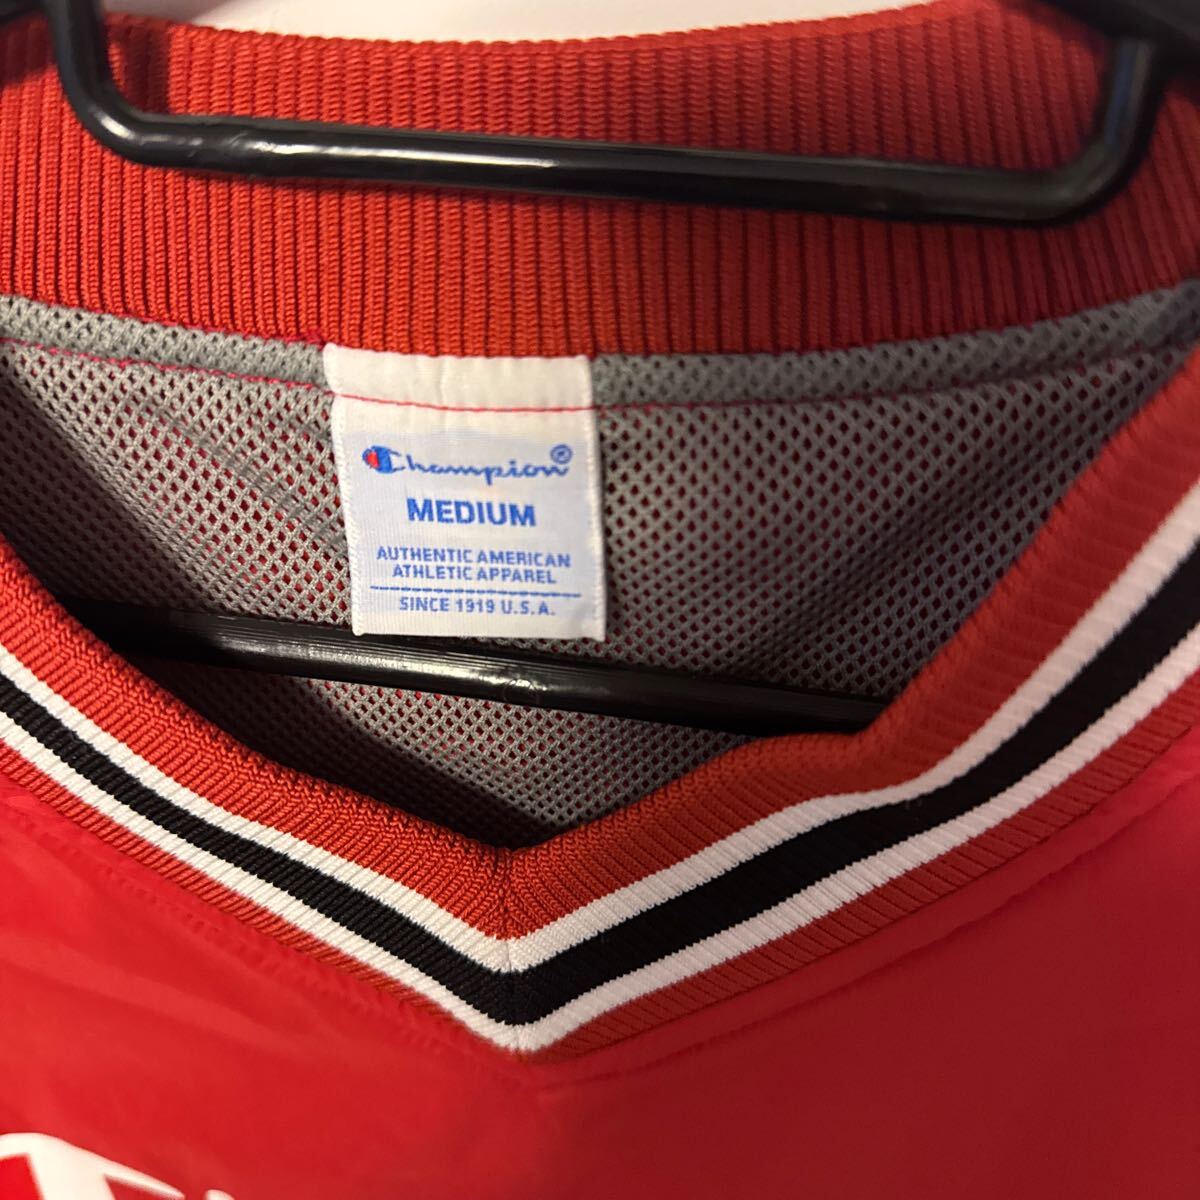 Champion®
MEDIUM
AUTHENTIC AMERICAN
ATHLETIC APPAREL
SINCE 1919 U.S.A.